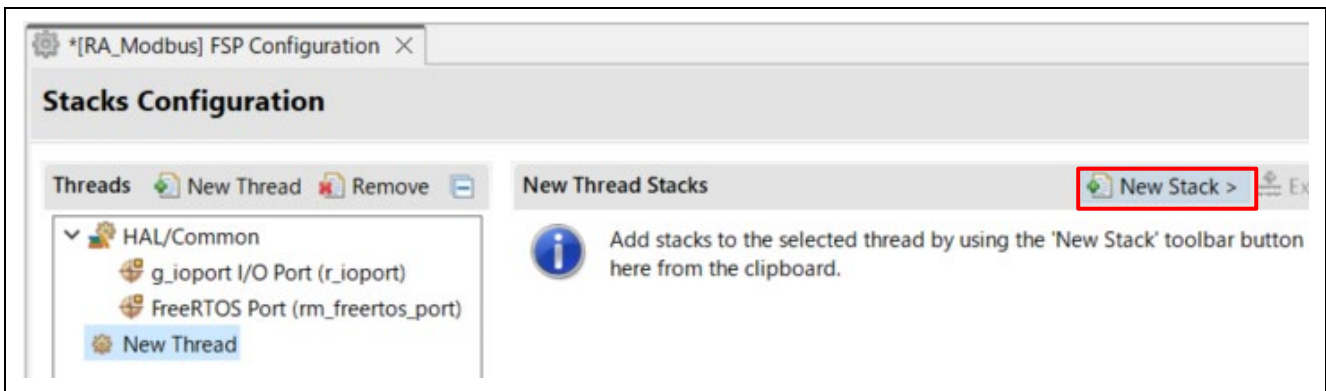 *[RA_Modbus] FSP Configuration
Stacks Configuration
Threads New Thread Remove
HAL/Common
g_ioport I/O Port (r_ioport)
FreeRTOS Port (rm_freertos_port)
New Thread
New Thread Stacks New Stack > Ex
Add stacks to the selected thread by using the 'New Stack' toolbar button
here from the clipboard.